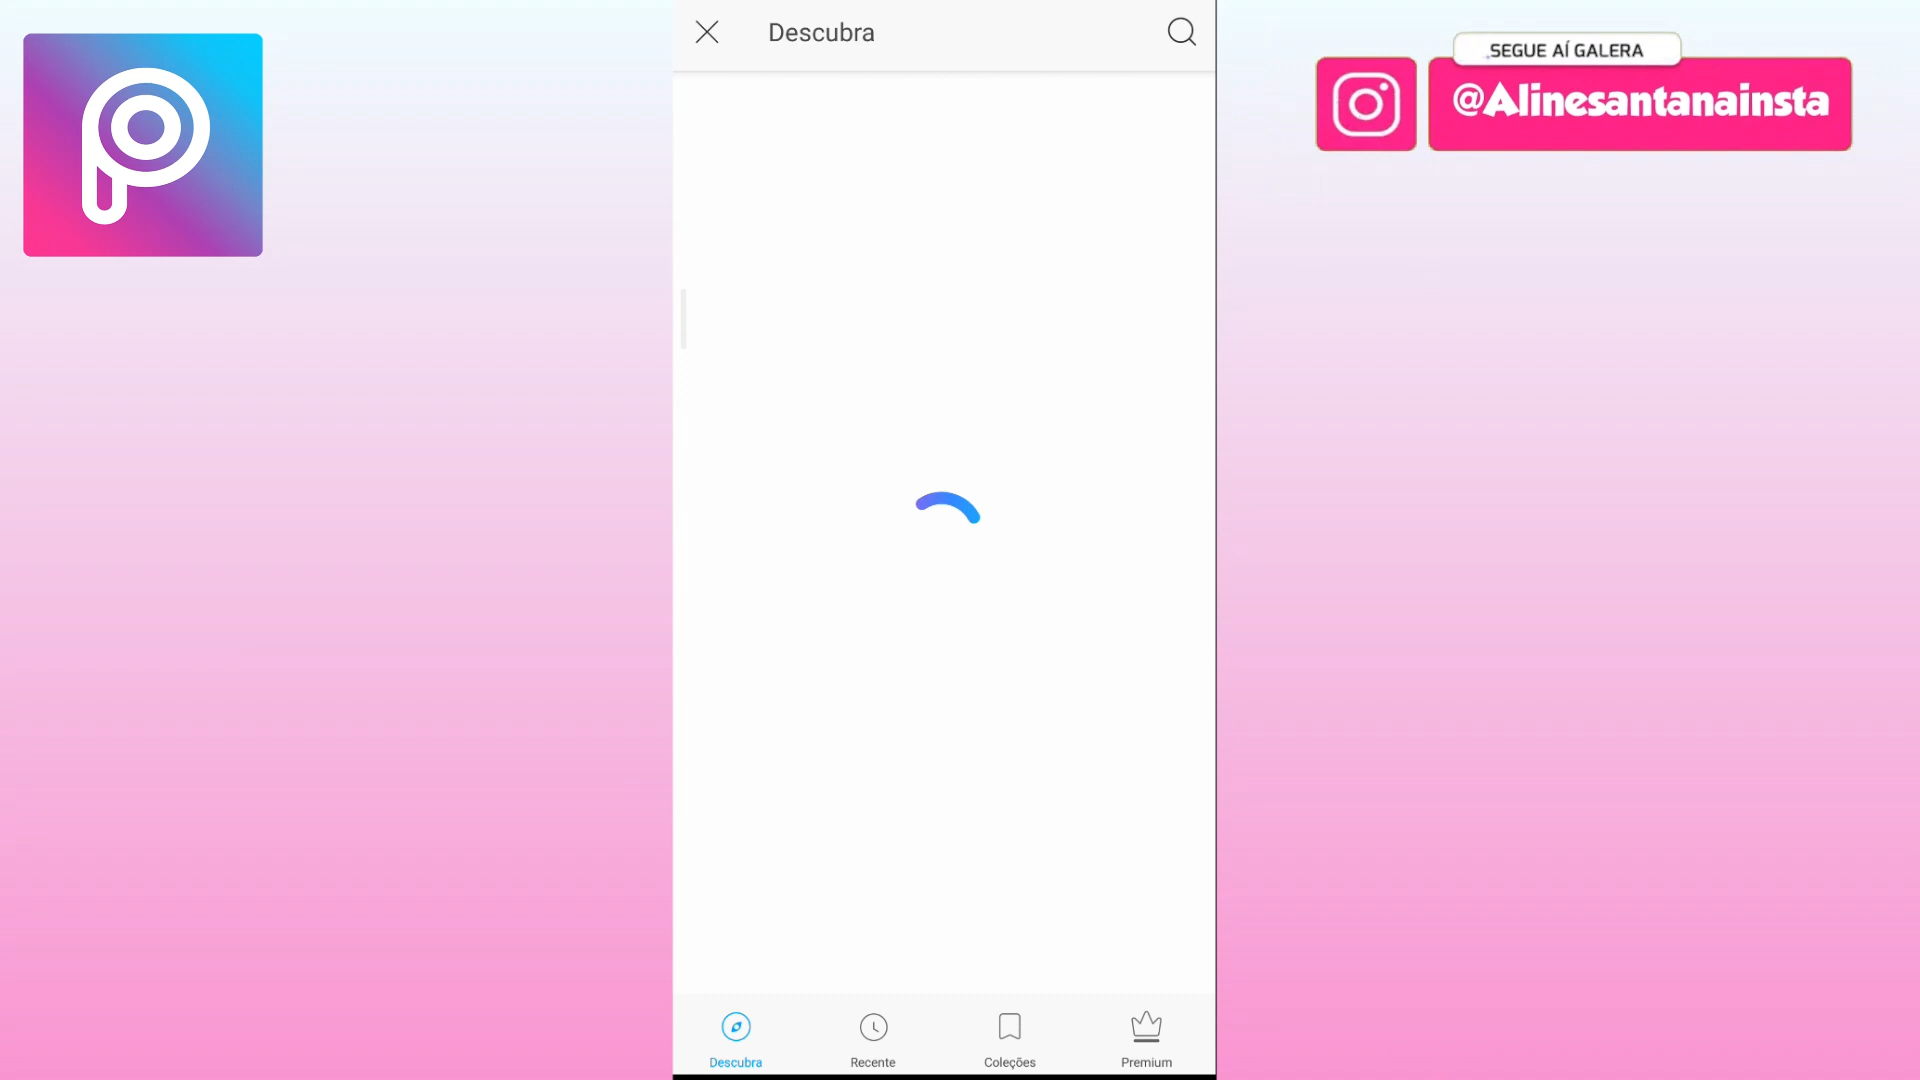 Descubra
SEGUE AÍ GALERA
@Alinesantanainsta
Descubra
Recente
Coleções
Premium